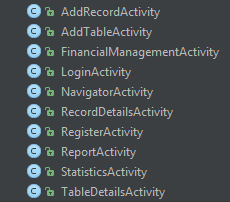 AddRecordActivity
AddTableActivity
FinancialManagementActivity
LoginActivity
NavigatorActivity
RecordDetailsActivity
RegisterActivity
ReportActivity
StatisticsActivity
TableDetailsActivity